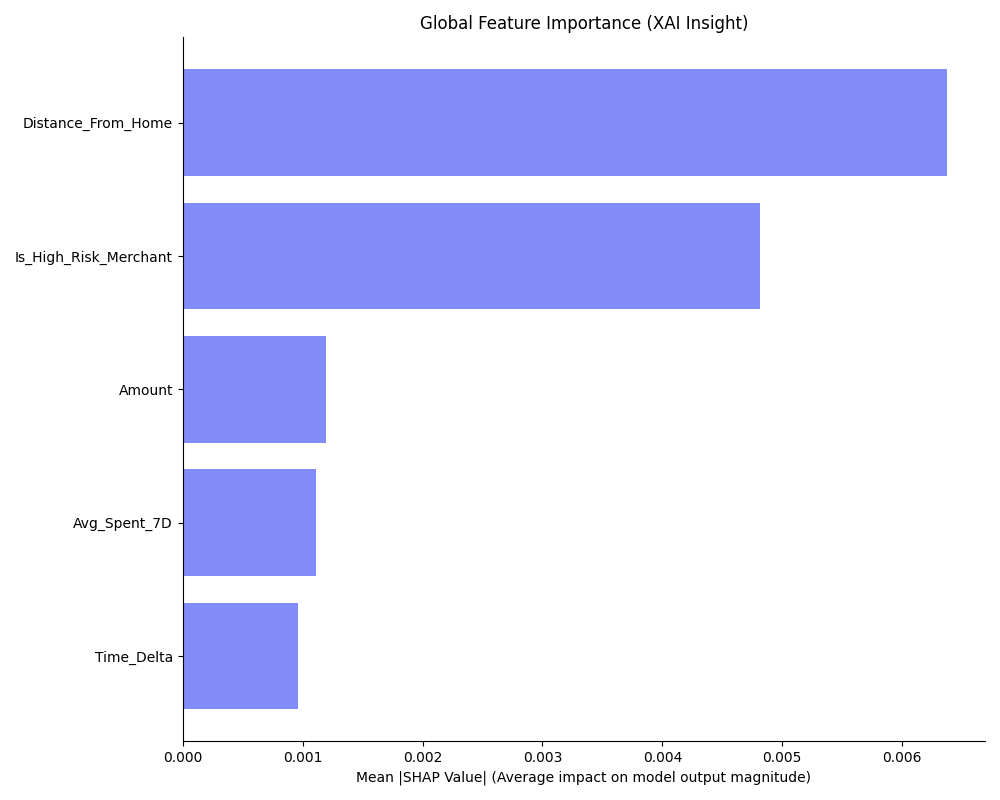 Global Feature Importance (XAI Insight)
Distance_From_Home
Is_High_Risk_Merchant
Amount
Avg_Spent_7D
Time_Delta
0.000 0.001 0.002 0.003 0.004 0.005 0.006
Mean |SHAP Value| (Average impact on model output magnitude)